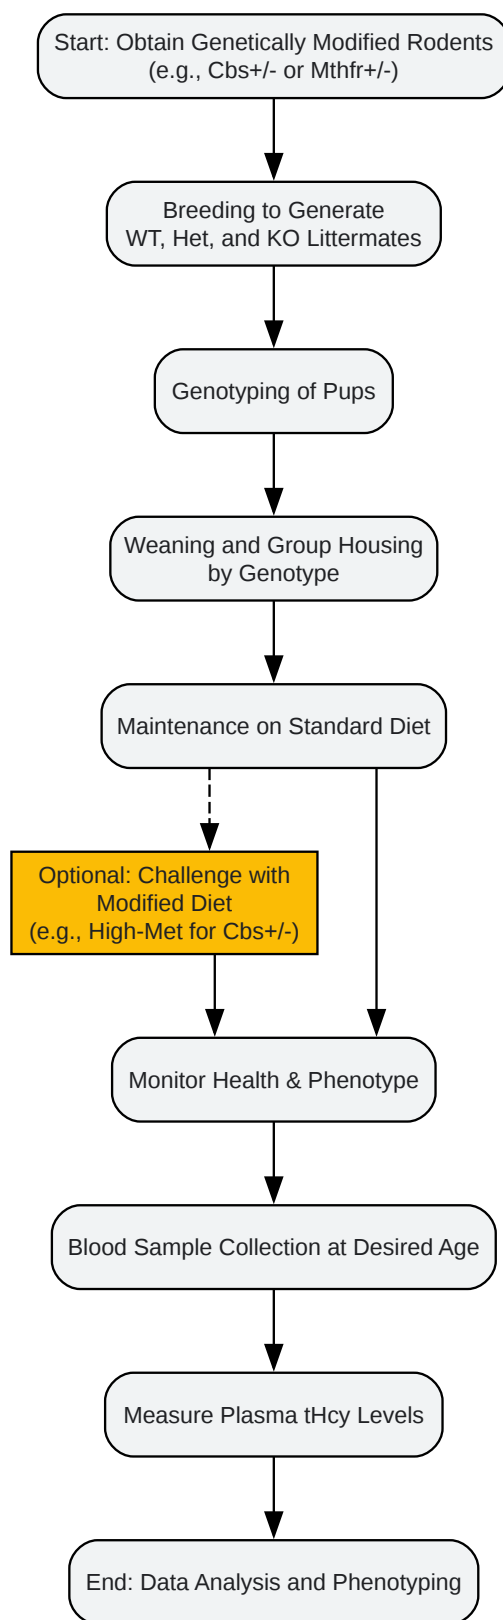 Start: Obtain Genetically Modified Rodents
(e.g., Cbs+/- or Mthfr+/-)
Breeding to Generate
WT, Het, and KO Littermates
Genotyping of Pups
Weaning and Group Housing
by Genotype
Maintenance on Standard Diet
Optional: Challenge with
Modified Diet
(e.g., High-Met for Cbs+/-)
Monitor Health & Phenotype
Blood Sample Collection at Desired Age
Measure Plasma tHcy Levels
End: Data Analysis and Phenotyping